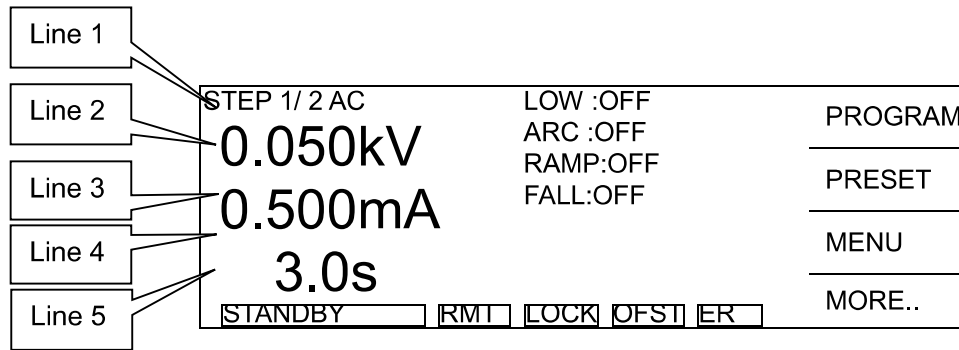 Line 1
Line 2
Line 3
Line 4
Line 5
STEP 1/ 2 AC
0.050kV
0.500mA
3.0s
LOW :OFF
ARC :OFF
RAMP:OFF
FALL:OFF
STANDBY RMT LOCK OFST ER
PROGRAM
PRESET
MENU
MORE..